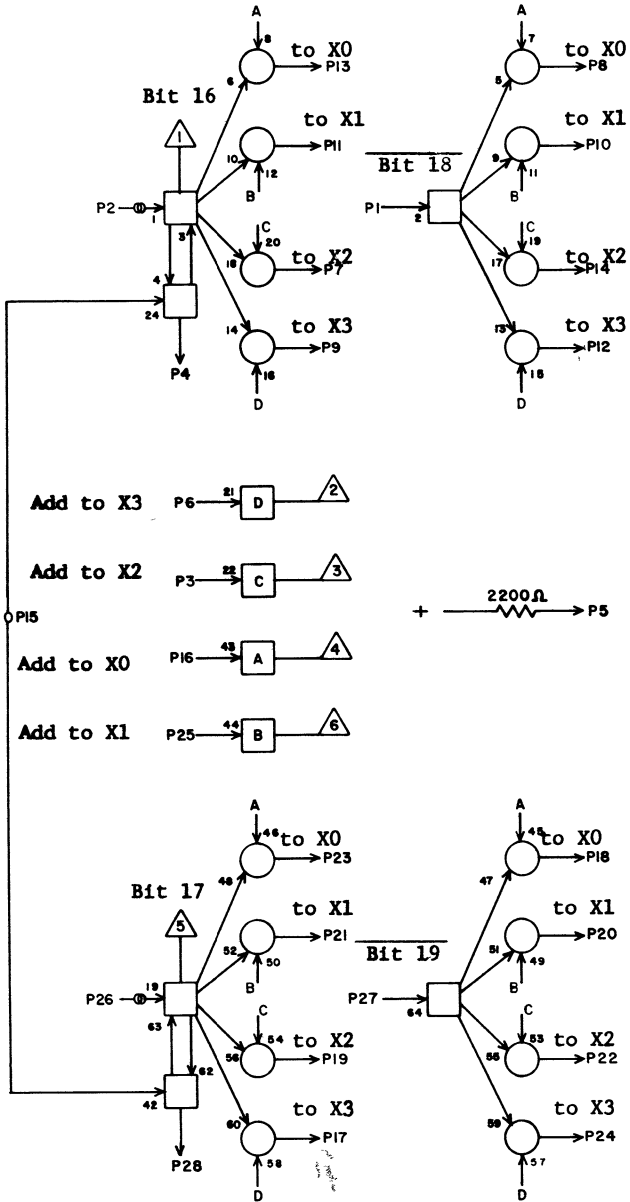 A
8
to X0
6
P13
Bit 16
1
to X1
P11
10
12
B
P2
1
3
C
20
to X2
18
P7
4
24
14
to X3
P9
P4
16
D
A
7
to X0
5
P8
to X1
P10
9
11
Bit 18
B
P1
2
C
19
to X2
17
P14
13
to X3
P12
15
D
Add to X3 P6 21 D 2
Add to X2 P3 22 C 3
P15
+ 2200Ω P5
Add to X0 P16 43 A 4
Add to X1 P25 44 B 6
A
46
to X0
48
P23
Bit 17
5
to X1
P21
52
50
B
P26
19
63
C
54
to X2
56
P19
62
42
60
to X3
P17
P28
58
D
A
45
to X0
47
P18
to X1
P20
51
49
Bit 19
B
P27
64
C
53
to X2
55
P22
59
to X3
P24
57
D